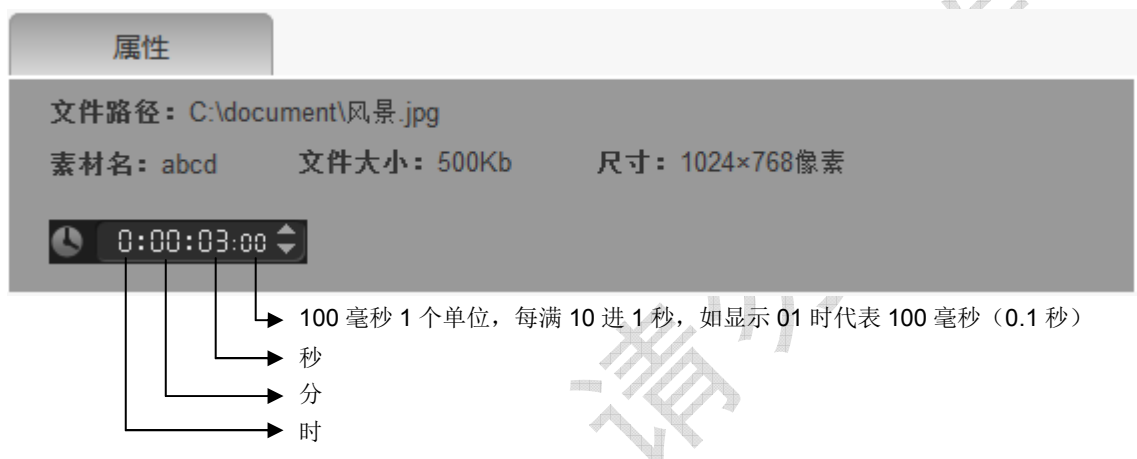 属性
文件路径：C:\document\风景.jpg
素材名：abcd 文件大小：500Kb 尺寸：1024×768像素
0:00:03:00
100 毫秒 1 个单位，每满 10 进 1 秒，如显示 01 时代表 100 毫秒（0.1 秒）
秒
分
时
请